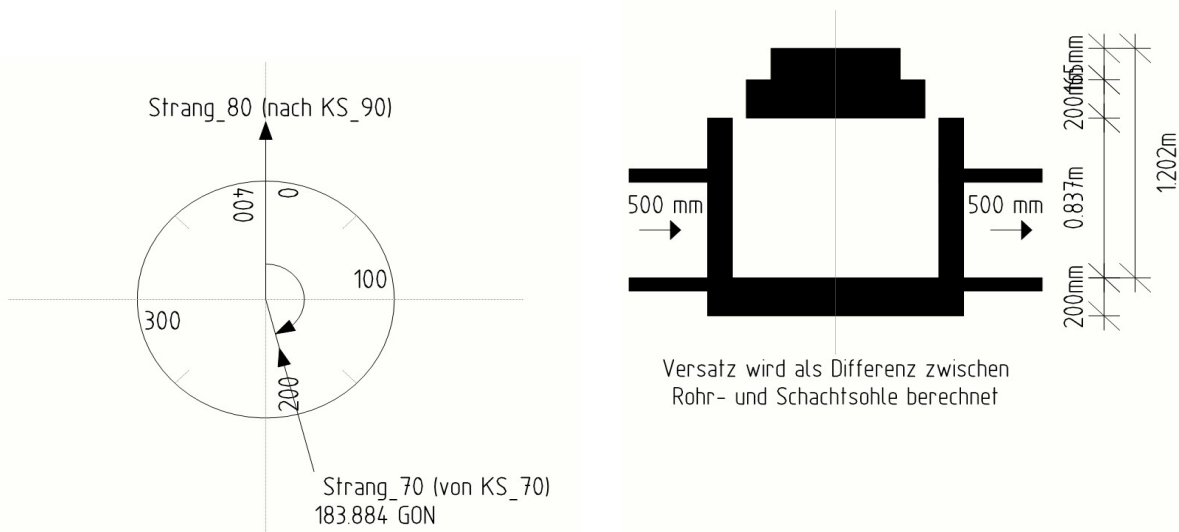 Strang_80 (nach KS_90)
400
0
100
300
200
Strang_70 (von KS_70)
183.884 GON
165mm
200mm
500 mm
500 mm
0.837m
1.202m
200mm
Versatz wird als Differenz zwischen
Rohr- und Schachtsohle berechnet